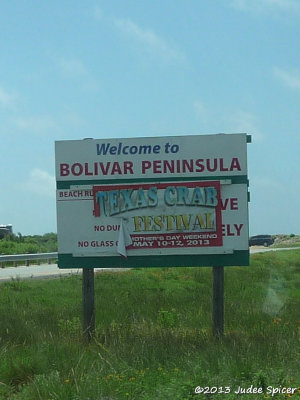 Welcome to
BOLIVAR PENINSULA
BEACH RU
TEXAS CRAB
FESTIVAL
MOTHER'S DAY WEEKEND
MAY 10-12, 2013
VE
NO DU
ELY
NO GLASS
©2013 Judee Spicer